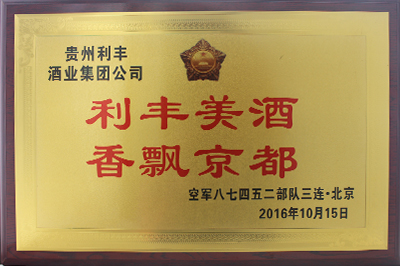 贵州利丰
酒业集团公司
利丰美酒
香飘京都
空军八七四五二部队三连·北京
2016年10月15日